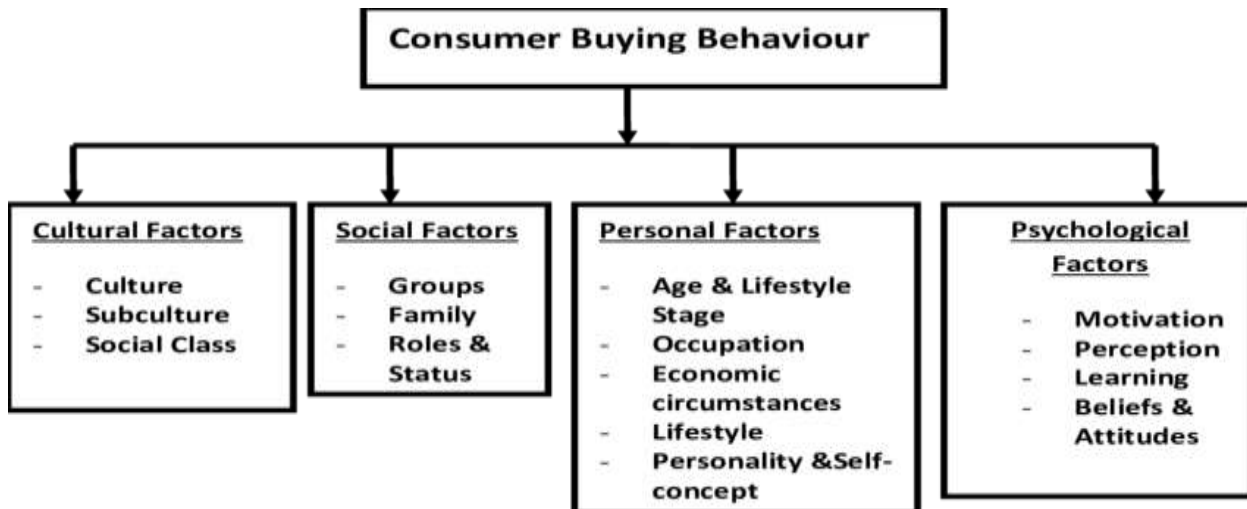 Consumer Buying Behaviour
Cultural Factors
- Culture
- Subculture
- Social Class
Social Factors
- Groups
- Family
- Roles &
Status
Personal Factors
- Age & Lifestyle
Stage
- Occupation
- Economic
circumstances
- Lifestyle
- Personality &Self-
concept
Psychological
Factors
- Motivation
- Perception
- Learning
- Beliefs &
Attitudes